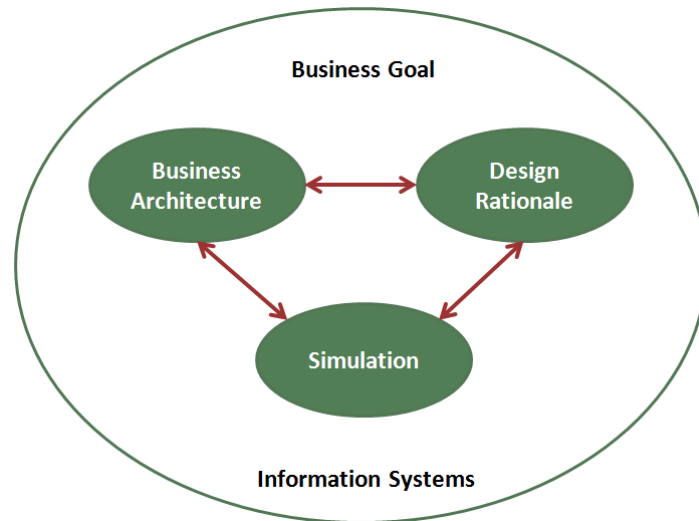 Business Goal
Business
Architecture
Design
Rationale
Simulation
Information Systems